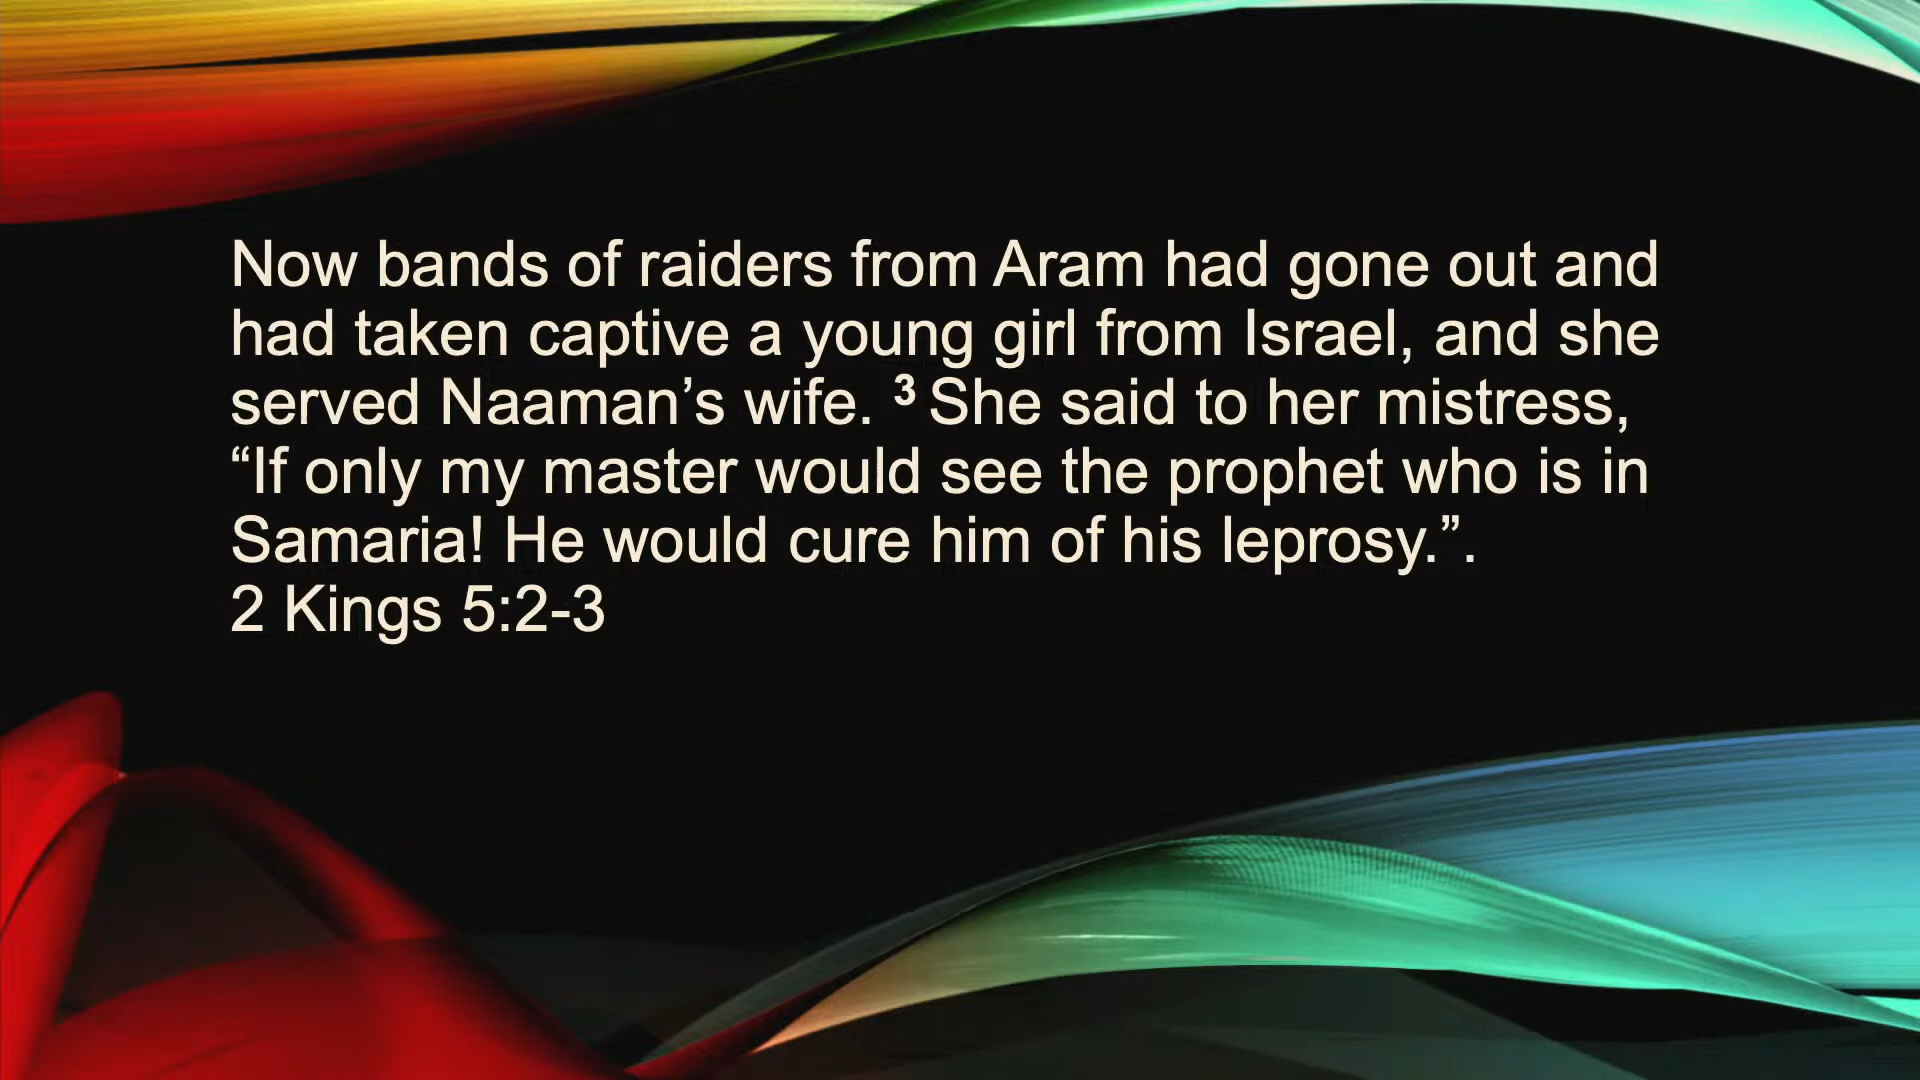 Now bands of raiders from Aram had gone out and
had taken captive a young girl from Israel, and she
served Naaman’s wife. ³ She said to her mistress,
“If only my master would see the prophet who is in
Samaria! He would cure him of his leprosy.”.
2 Kings 5:2-3